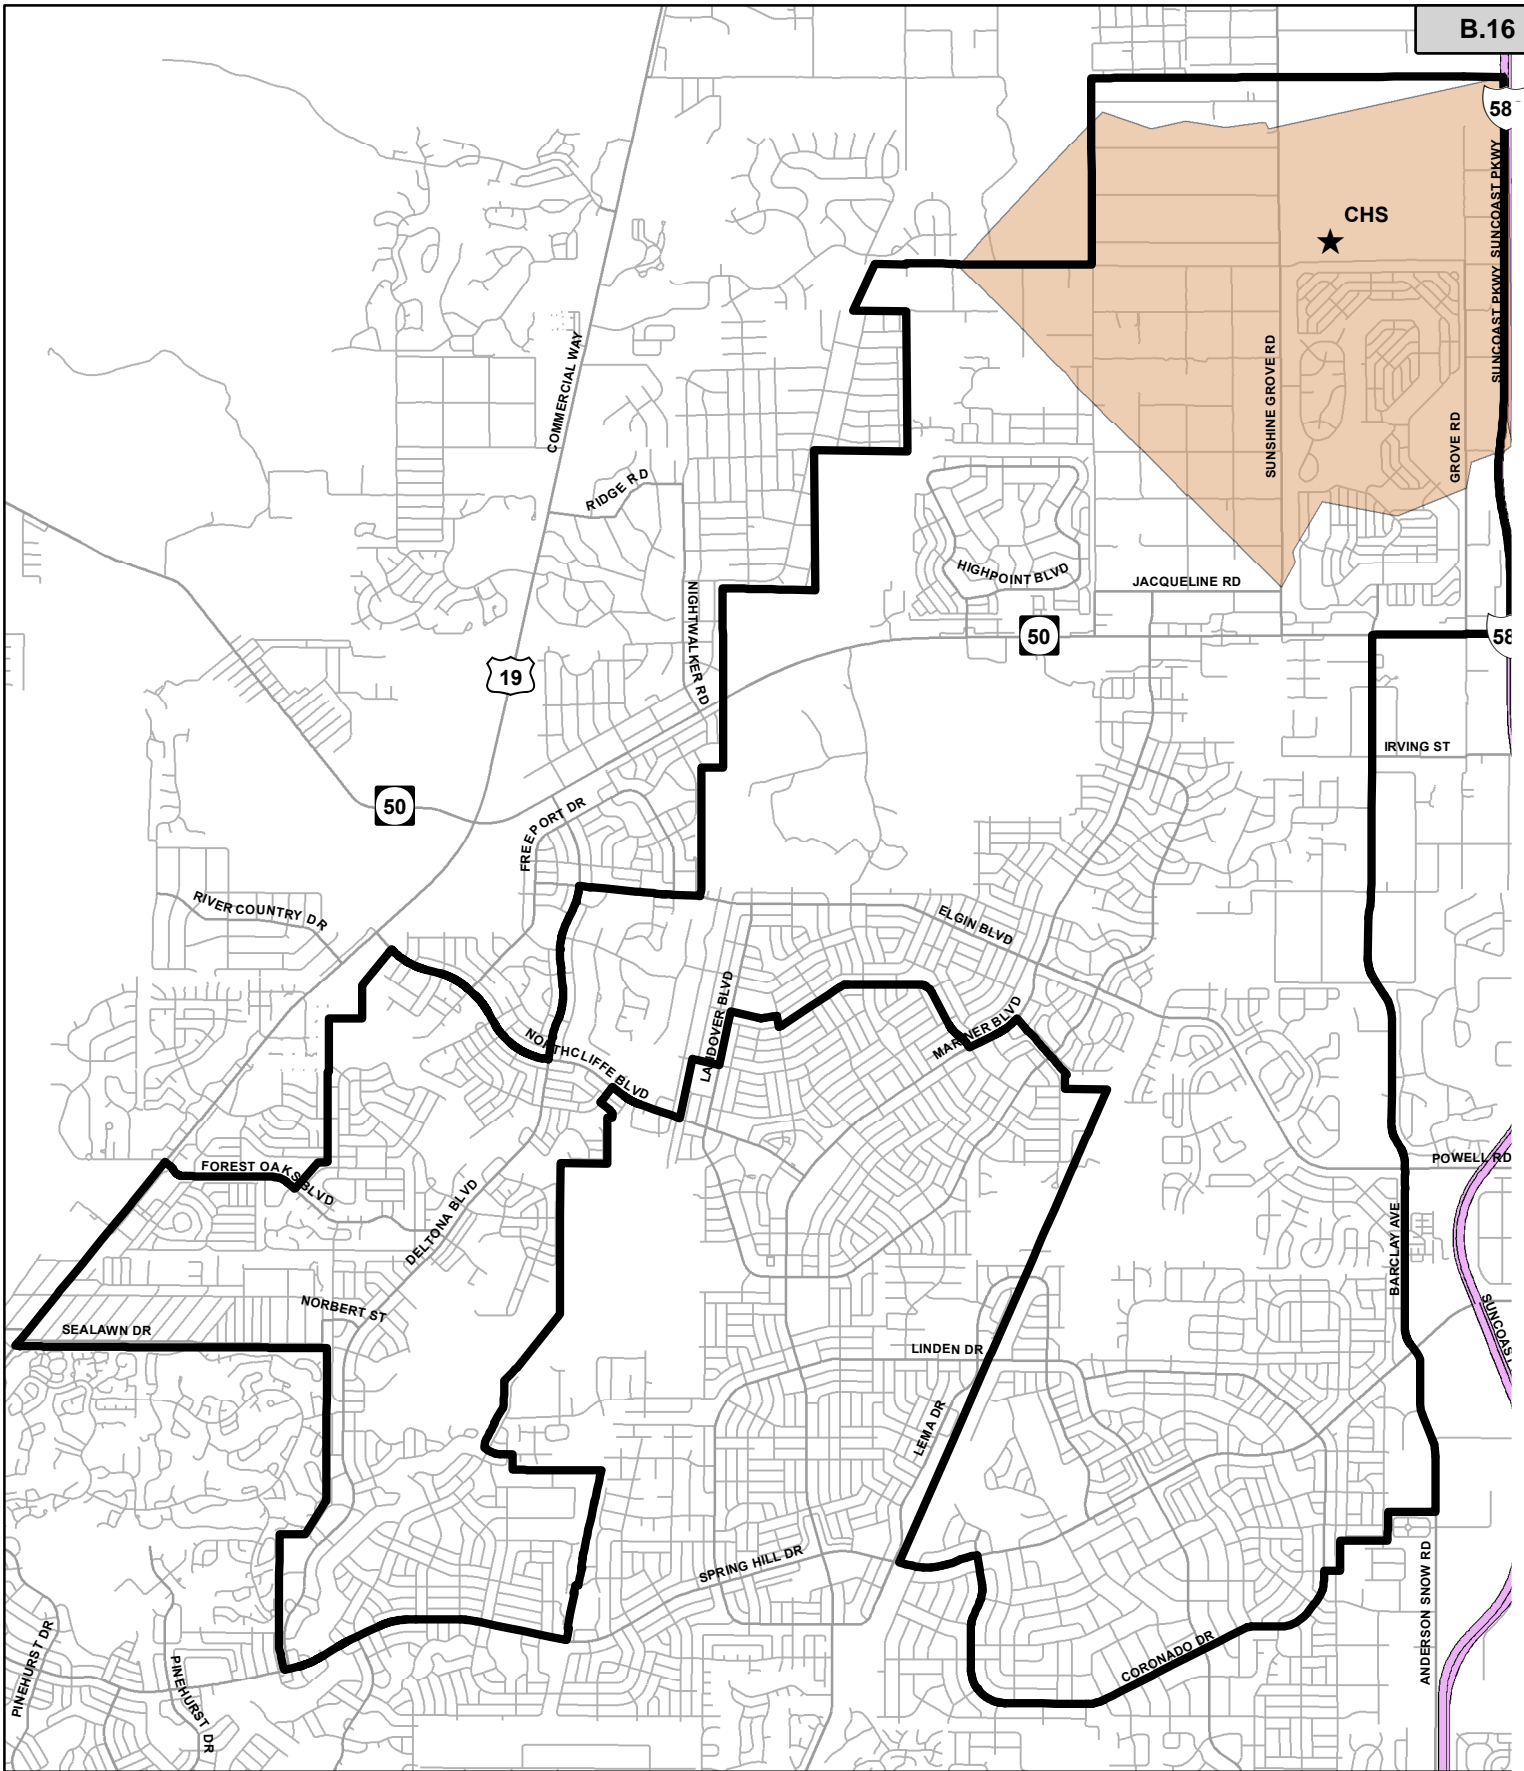 B.16
58
SUNCOAST PKWY
SUNCOAST PKWY
CHS
COMMERCIAL WAY
SUNSHINE GROVE RD
GROVE RD
RIDGE RD
HIGHPOINT BLVD
JACQUELINE RD
NIGHTWALKER RD
50
58
19
IRVING ST
50
FREEPORT DR
RIVER COUNTRY DR
ELGIN BLVD
LANDOVER BLVD
MARINER BLVD
NORTHCLIFFE BLVD
FOREST OAKS BLVD
POWELL RD
DELTONA BLVD
BARCLAY AVE
NORBERT ST
SUNCOAST
SEALAWN DR
LINDEN DR
LEMA DR
SPRING HILL DR
ANDERSON SNOW RD
PINEHURST DR
PINEHURST DR
CORONADO DR